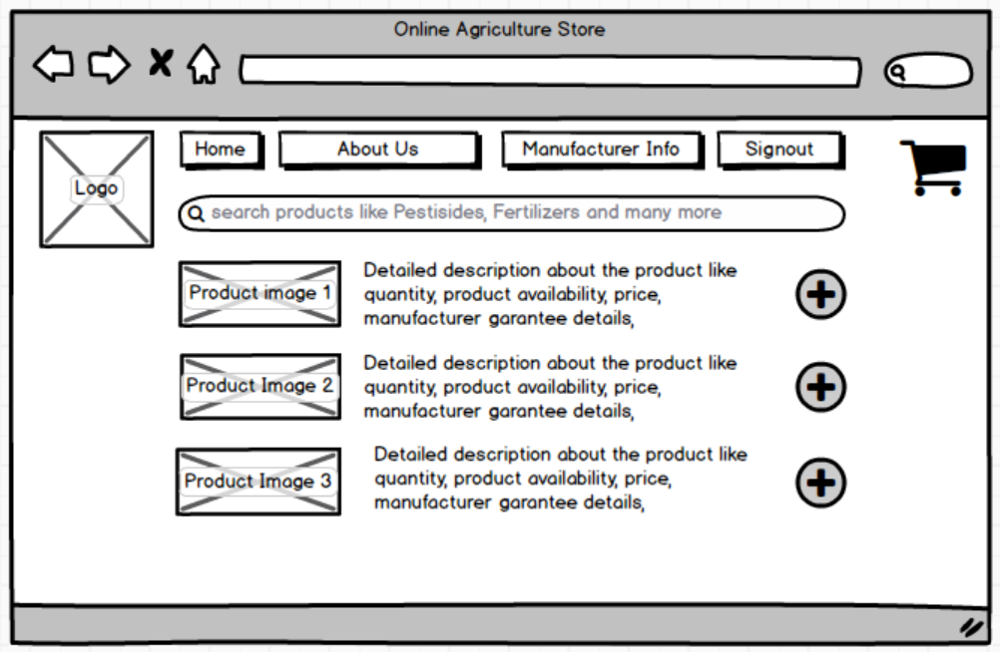 Online Agriculture Store
Logo
Home
About Us
Manufacturer Info
Signout
search products like Pestisides, Fertilizers and many more
Product image 1
Detailed description about the product like
quantity, product availability, price,
manufacturer garantee details,
Product Image 2
Detailed description about the product like
quantity, product availability, price,
manufacturer garantee details,
Product Image 3
Detailed description about the product like
quantity, product availability, price,
manufacturer garantee details,